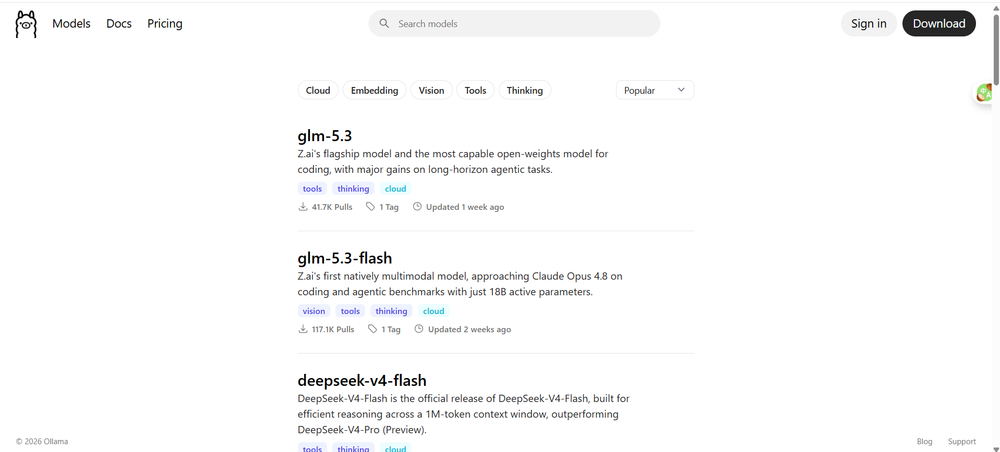 Models Docs Pricing Search models Sign in Download
Cloud Embedding Vision Tools Thinking Popular
中 A
glm-5.3
Z.ai's flagship model and the most capable open-weights model for
coding, with major gains on long-horizon agentic tasks.
tools thinking cloud
41.7K Pulls 1 Tag Updated 1 week ago
glm-5.3-flash
Z.ai's first natively multimodal model, approaching Claude Opus 4.8 on
coding and agentic benchmarks with just 18B active parameters.
vision tools thinking cloud
117.1K Pulls 1 Tag Updated 2 weeks ago
deepseek-v4-flash
DeepSeek-V4-Flash is the official release of DeepSeek-V4-Flash, built for
efficient reasoning across a 1M-token context window, outperforming
DeepSeek-V4-Pro (Preview).
tools thinking cloud
© 2026 Ollama Blog Support